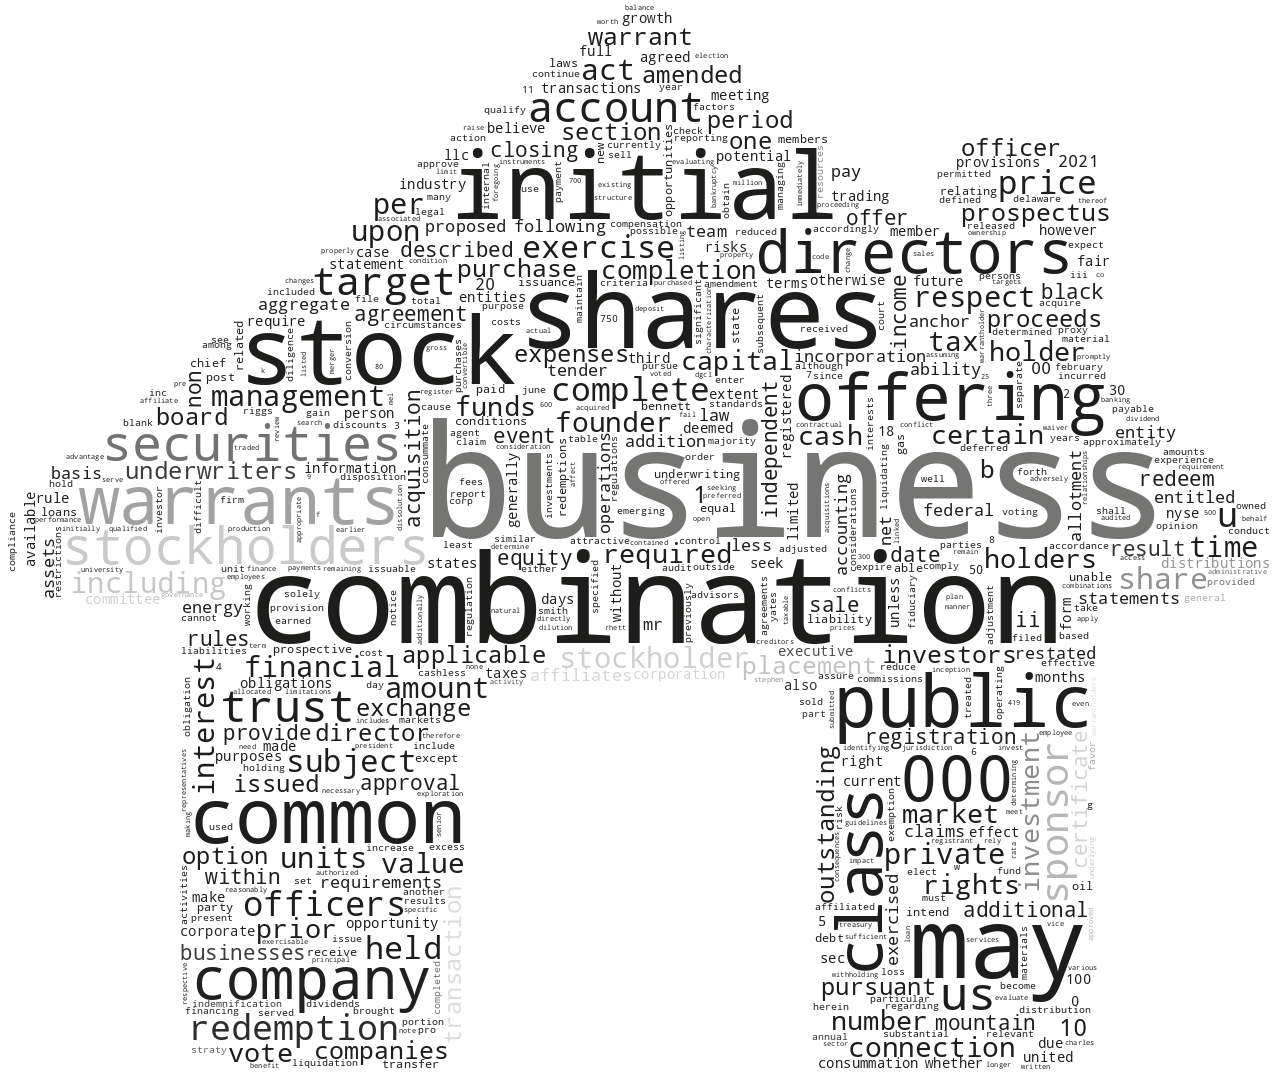 balance
worth growth
warrant
full agreed election
laws act amended
continue
11 transactions year meeting
qualify account factors period
raise believe section check reporting one members
action currently
llc closing new sell opportunities evaluating potential officer
approve instruments initial resources pay provisions 2021
limit internal foregoing use payment 700 existing structure bankruptcy obtain million managing immediately
industry many permitted price
per legal trading relating defined delaware thereof
associated proposed following compensation proceeding offer released prospectus
upon described exercise possible team reduced accordingly member ownership however
properly case listing risks directors expect
statement condition purchase completion property code change sales fair
changes target 20 issuance criteria purchased amendment terms otherwise future persons iii co
included file total entities maintain shares significant state received court income respect targets black
aggregate agreement purpose 750 deposit characterization subsequent anchor acquire proceeds
require circumstances costs actual determined proxy
see among related diligence listed merger conversion stock gross expenses third capital incorporation tax warrantholder holder material
chief k 80 purchases convertible tender pursue voted although assuming ability promptly
pre post non register complete enter 7 since 25 00 february incurred
inc management paid june extent offering three separate 2 30 banking
affiliate riggs gain person acquisition cause funds 600 acquired bennett standards independent registered contractual interests payable
blank board search discounts 3 conditions founder fail law cash 18 conflict waiver dividend
securities review traded agent event table deemed gas certain years entity
advantage consummate claim consideration addition majority deferred approximately
basis serve underwriters information business order amounts experience
hold warrants firm disposition fees report corp generally investments redemptions affect operations regulations underwriting offered seeking preferred b forth adversely allotment relationships requirement redeem
rule loans investor difficult appropriate dissolution 1 emerging equal open limited acquisitions accounting considerations net liquidating linked well federal voting entitled
compliance available performance initially qualified production f earlier shall audited nyse 500 u owned behalf
stockholders least similar attractive contained control less adjusted 300 parties 8 accordance opinion conduct
assets restrictions states determine equity required seek expire date remain holders result time
university unit finance payments remaining issuable either audit outside able comply 50 access distributions
including employees conflicts unable combinations share administrative provided
committee governance working solely notice additionally regulation combination specified without previously advisors agreements taxable sale unless fiduciary plan manner adjustment form statements general
energy provision natural days smith mr yates liability ii take
cannot earned directly dilution rhett prices filed apply
rules term prospective cost applicable creditors executive investors based restated
liabilities 4 financial none stockholder placement reduce inception effective
interest obligations day cashless taxes affiliates corporation stephen also assure commissions months
obligation allocated limitations amount activity submitted treated operating even
trust includes exchange sold part public 419
provide need made director markets therefore registration employee
purposes president include identifying jurisdiction 6 invest
holding subject except right 000 determining favor
making representatives issued necessary approval outstanding current investment sponsor certificate
common exploration class meet g
used senior risk guidelines exemption market
option units increase excess consequences claims effect
authorized value impact registrant rely rata underlying
within set requirements private
reasonably elect w fund
activities make another rights oil
party officers results specific transaction affiliated exercised must
present opportunity 5 intend additional approved
corporate prior exercisable issue debt treasury sufficient loan may vice
businesses receive held sec services materials
principal loss various
respective company completed withholding become 100
indemnification dividends pursuant particular us evaluate 0
financing served brought herein regarding distribution
redemption portion note pro number mountain 10
straty vote companies annual substantial relevant due charles
benefit liquidation transfer sector connection united
consummation whether longer written